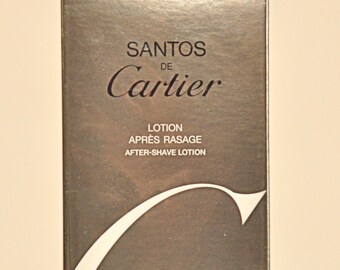 SANTOS
DE
Cartier
LOTION
APRÈS RASAGE
AFTER-SHAVE LOTION